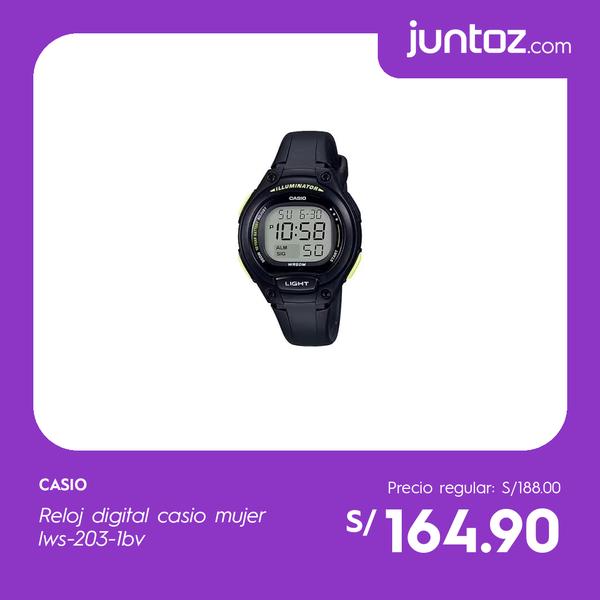 juntoz.com
ILLUMINATOR
CASIO
SU 6-30
P 10:58
ALM
SIG 50
WR50M
LIGHT
CASIO
Reloj digital casio mujer
lws-203-1bv
Precio regular: S/188.00
S/ 164.90